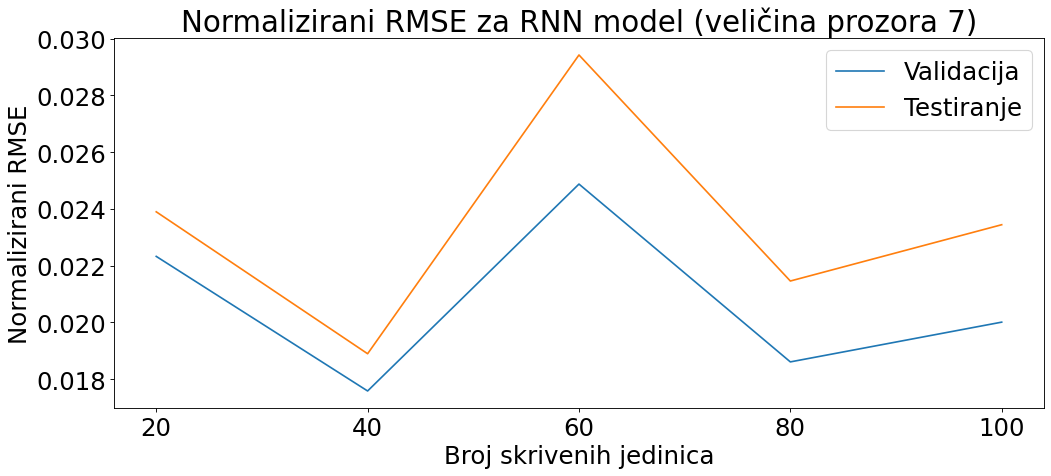 Normalizirani RMSE za RNN model (veličina prozora 7)
Normalizirani RMSE
0.030
0.028
0.026
0.024
0.022
0.020
0.018
Validacija
Testiranje
20 40 60 80 100
Broj skrivenih jedinica